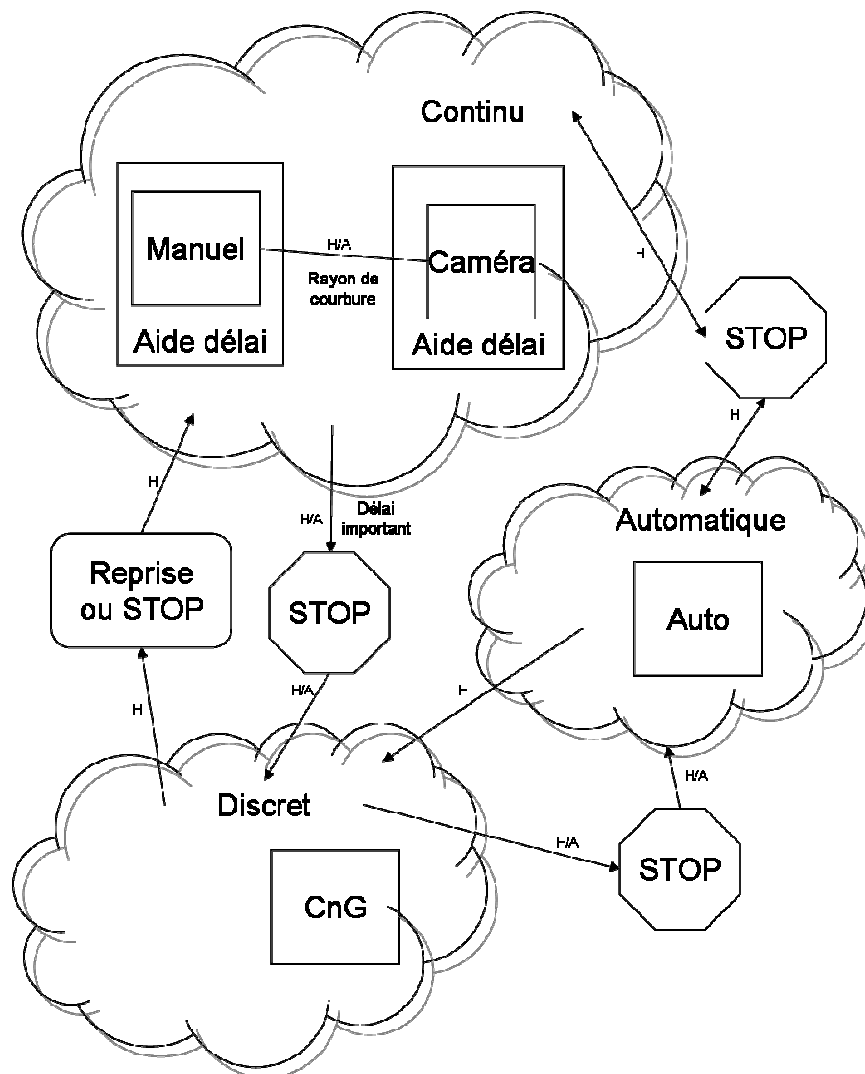 Continu
Manuel
H/A
Rayon de
courbure
Caméra
Aide délai
Aide délai
H
STOP
H
H
H/A
Délai
important
Automatique
Reprise
ou STOP
STOP
Auto
H
H/A
H
Discret
H/A
H/A
STOP
CnG